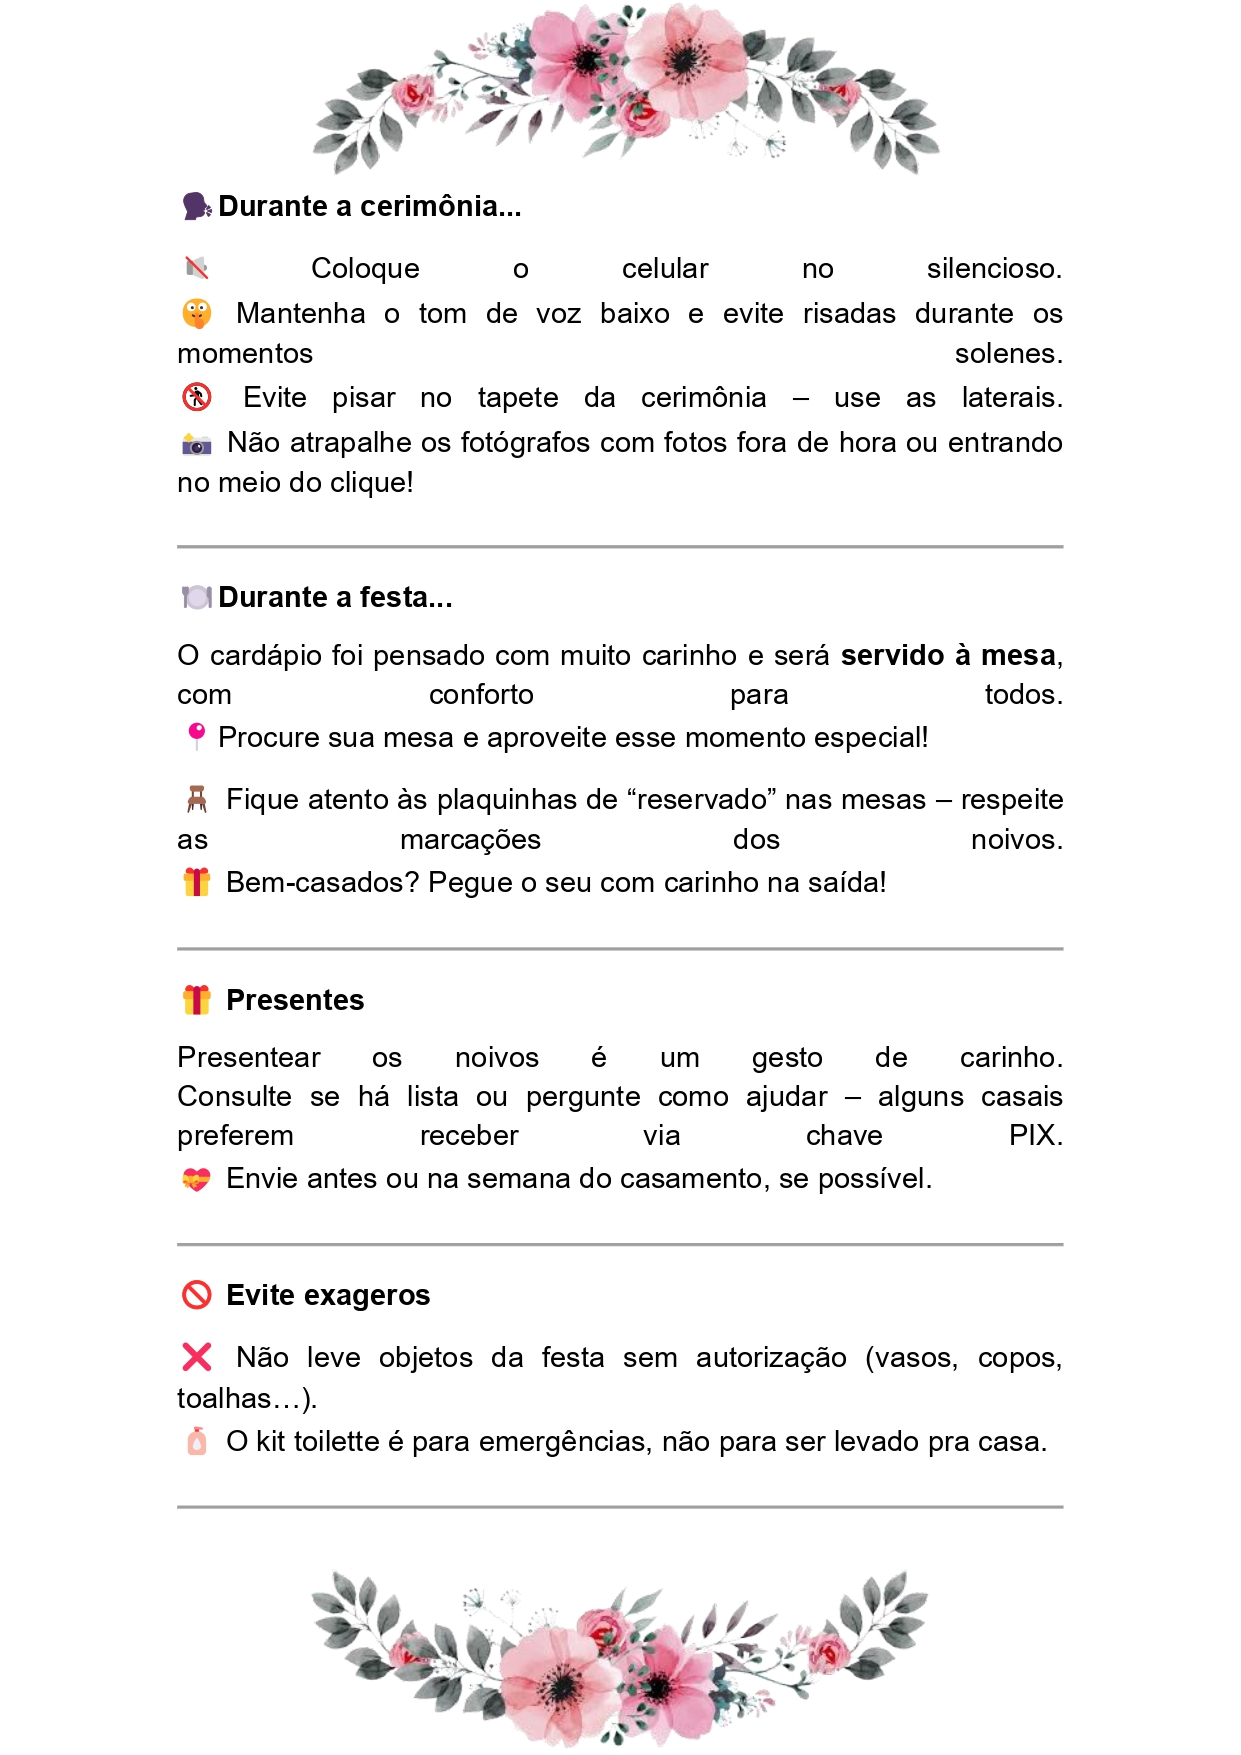 🗣️Durante a cerimônia...
🔇 Coloque o celular no silencioso.
🤫 Mantenha o tom de voz baixo e evite risadas durante os
momentos solenes.
🚷 Evite pisar no tapete da cerimônia – use as laterais.
📸 Não atrapalhe os fotógrafos com fotos fora de hora ou entrando
no meio do clique!
🍽️Durante a festa...
O cardápio foi pensado com muito carinho e será servido à mesa,
com conforto para todos.
📍Procure sua mesa e aproveite esse momento especial!
🪑 Fique atento às plaquinhas de “reservado” nas mesas – respeite
as marcações dos noivos.
🎁 Bem-casados? Pegue o seu com carinho na saída!
🎁 Presentes
Presentear os noivos é um gesto de carinho.
Consulte se há lista ou pergunte como ajudar – alguns casais
preferem receber via chave PIX.
💝 Envie antes ou na semana do casamento, se possível.
🚫 Evite exageros
❌ Não leve objetos da festa sem autorização (vasos, copos,
toalhas…).
🧴 O kit toilette é para emergências, não para ser levado pra casa.